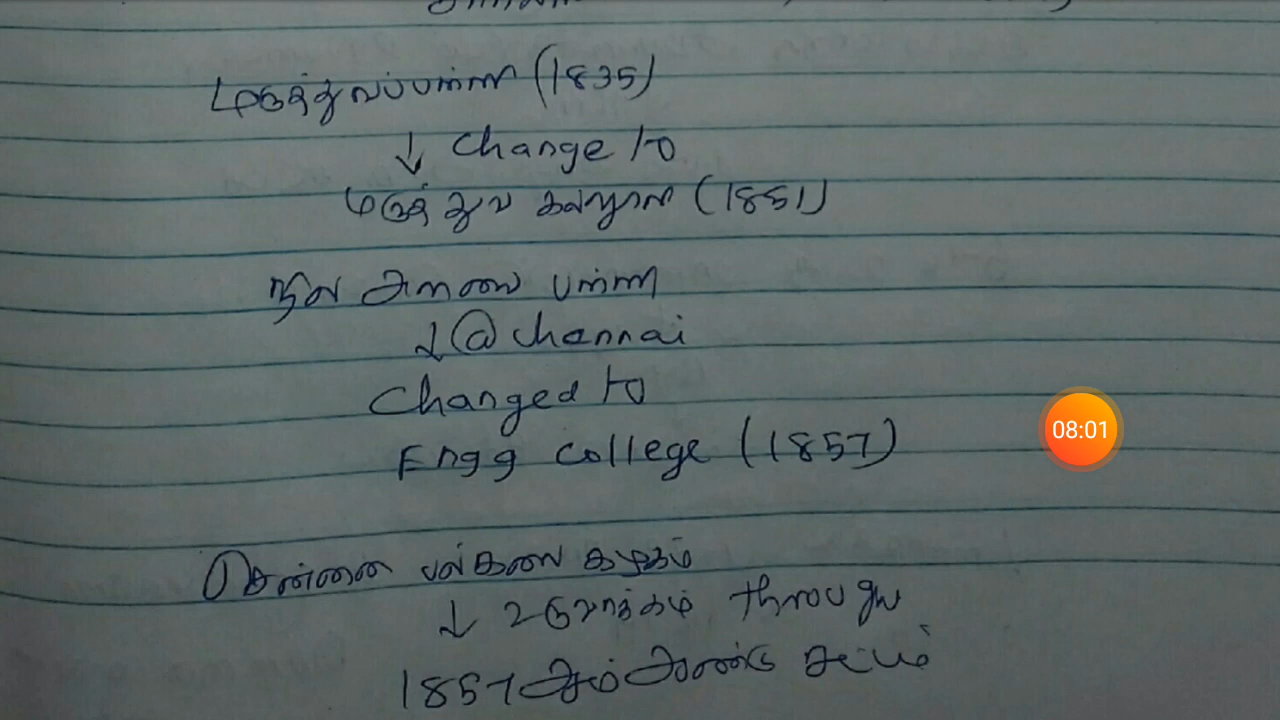 மருத்துவப்பள்ளி (1835)
↓ Change to
மருத்துவ கல்லூரி (1851)
நில அளவை பள்ளி
↓ @ chennai
Changed to
Engg college (1857)
08:01
சென்னை பல்கலை கழகம்
↓ உருவாக்கம் through
1857 ஆம் ஆண்டு சட்டம்